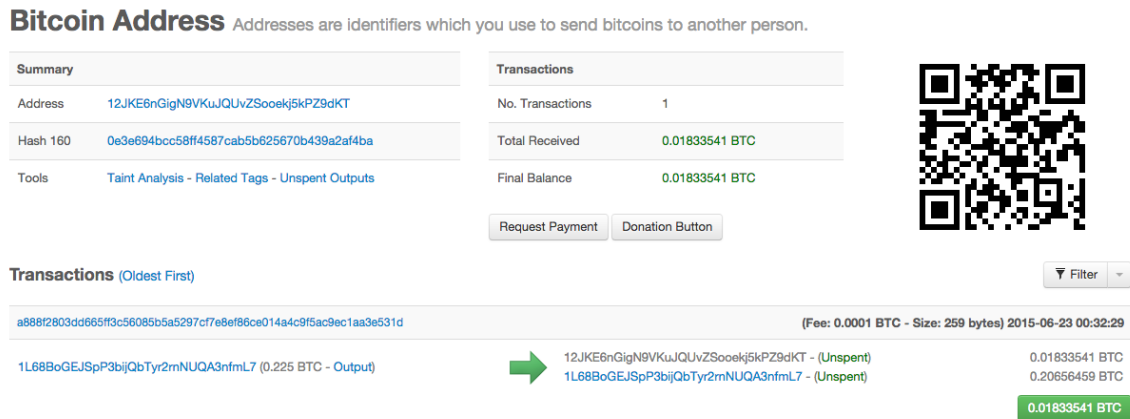 Bitcoin Address Addresses are identifiers which you use to send bitcoins to another person.
Summary
Address 12JKE6nGigN9VKuJQUvZSooekj5kPZ9dKT
Hash 160 0e3e694bcc58ff4587cab5b625670b439a2af4ba
Tools Taint Analysis - Related Tags - Unspent Outputs
Transactions
No. Transactions 1
Total Received 0.01833541 BTC
Final Balance 0.01833541 BTC
Request Payment Donation Button
Transactions (Oldest First)
Filter
a888f2803dd665ff3c56085b5a5297cf7e8ef86ce014a4c9f5ac9ec1aa3e531d (Fee: 0.0001 BTC - Size: 259 bytes) 2015-06-23 00:32:29
1L68BoGEJSpP3bijQbTyr2rnNUQA3nfmL7 (0.225 BTC - Output)
12JKE6nGigN9VKuJQUvZSooekj5kPZ9dKT - (Unspent) 0.01833541 BTC
1L68BoGEJSpP3bijQbTyr2rnNUQA3nfmL7 - (Unspent) 0.20656459 BTC
0.01833541 BTC